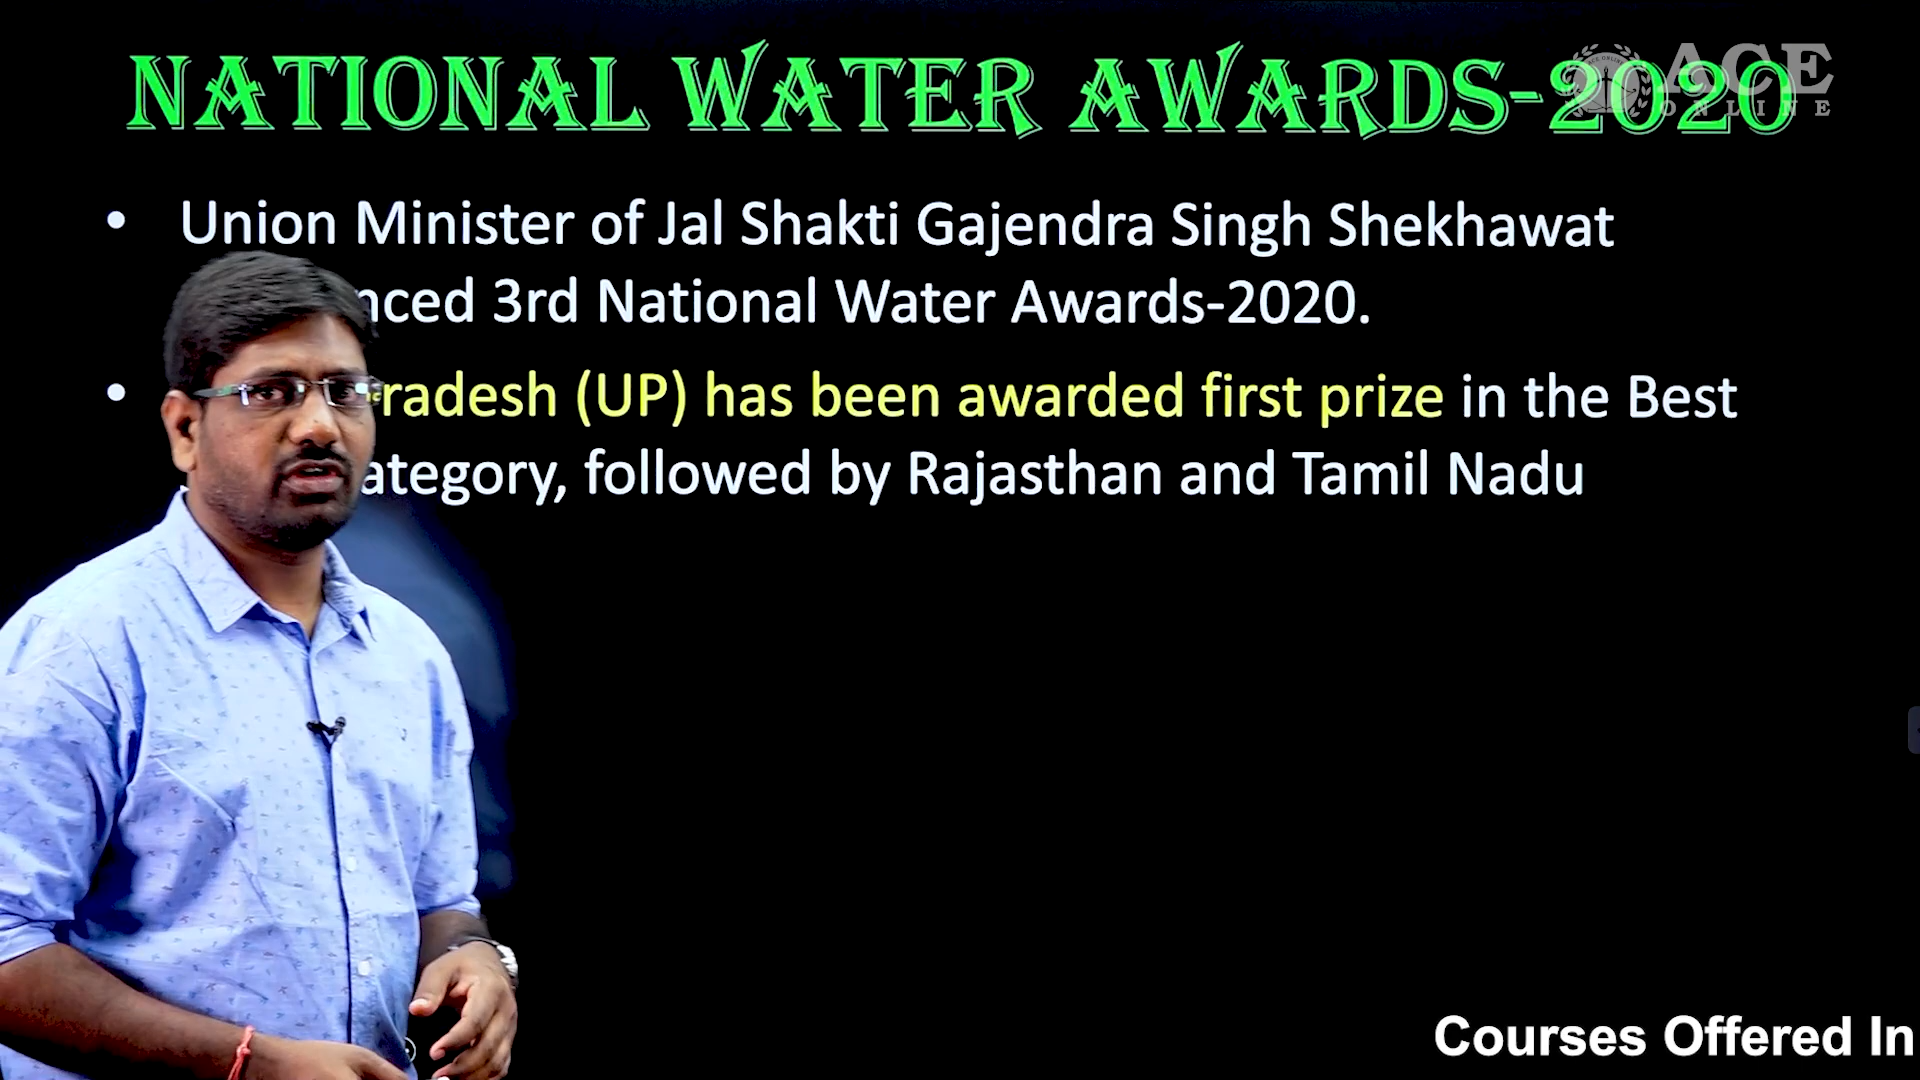 NATIONAL WATER AWARDS-2020
ACE
ONLINE
• Union Minister of Jal Shakti Gajendra Singh Shekhawat
nced 3rd National Water Awards-2020.
• radesh (UP) has been awarded first prize in the Best
ategory, followed by Rajasthan and Tamil Nadu
Courses Offered In